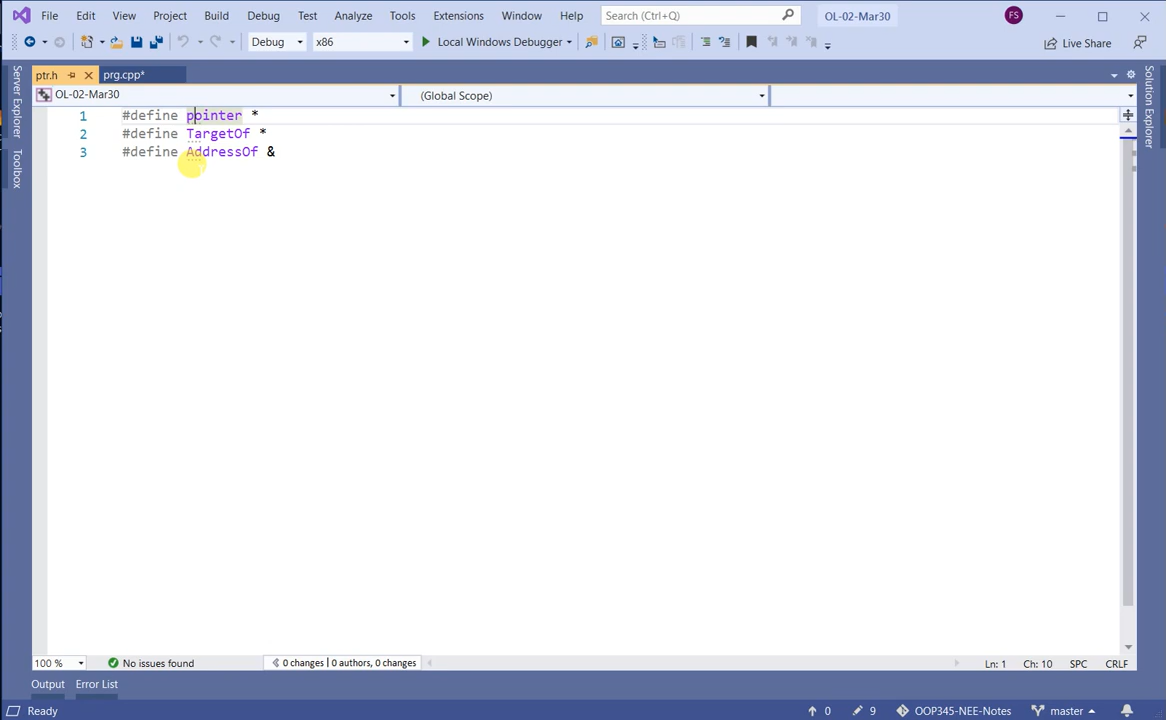 File Edit View Project Build Debug Test Analyze Tools Extensions Window Help Search (Ctrl+Q) OL-02-Mar30 FS
Debug x86 Local Windows Debugger Live Share
ptr.h prg.cpp*
OL-02-Mar30 (Global Scope)
1 #define pointer *
2 #define TargetOf *
3 #define AddressOf &
Server Explorer
Toolbox
Solution Explorer
100 % No issues found 0 changes | 0 authors, 0 changes Ln: 1 Ch: 10 SPC CRLF
Output Error List
Ready 0 9 OOP345-NEE-Notes master